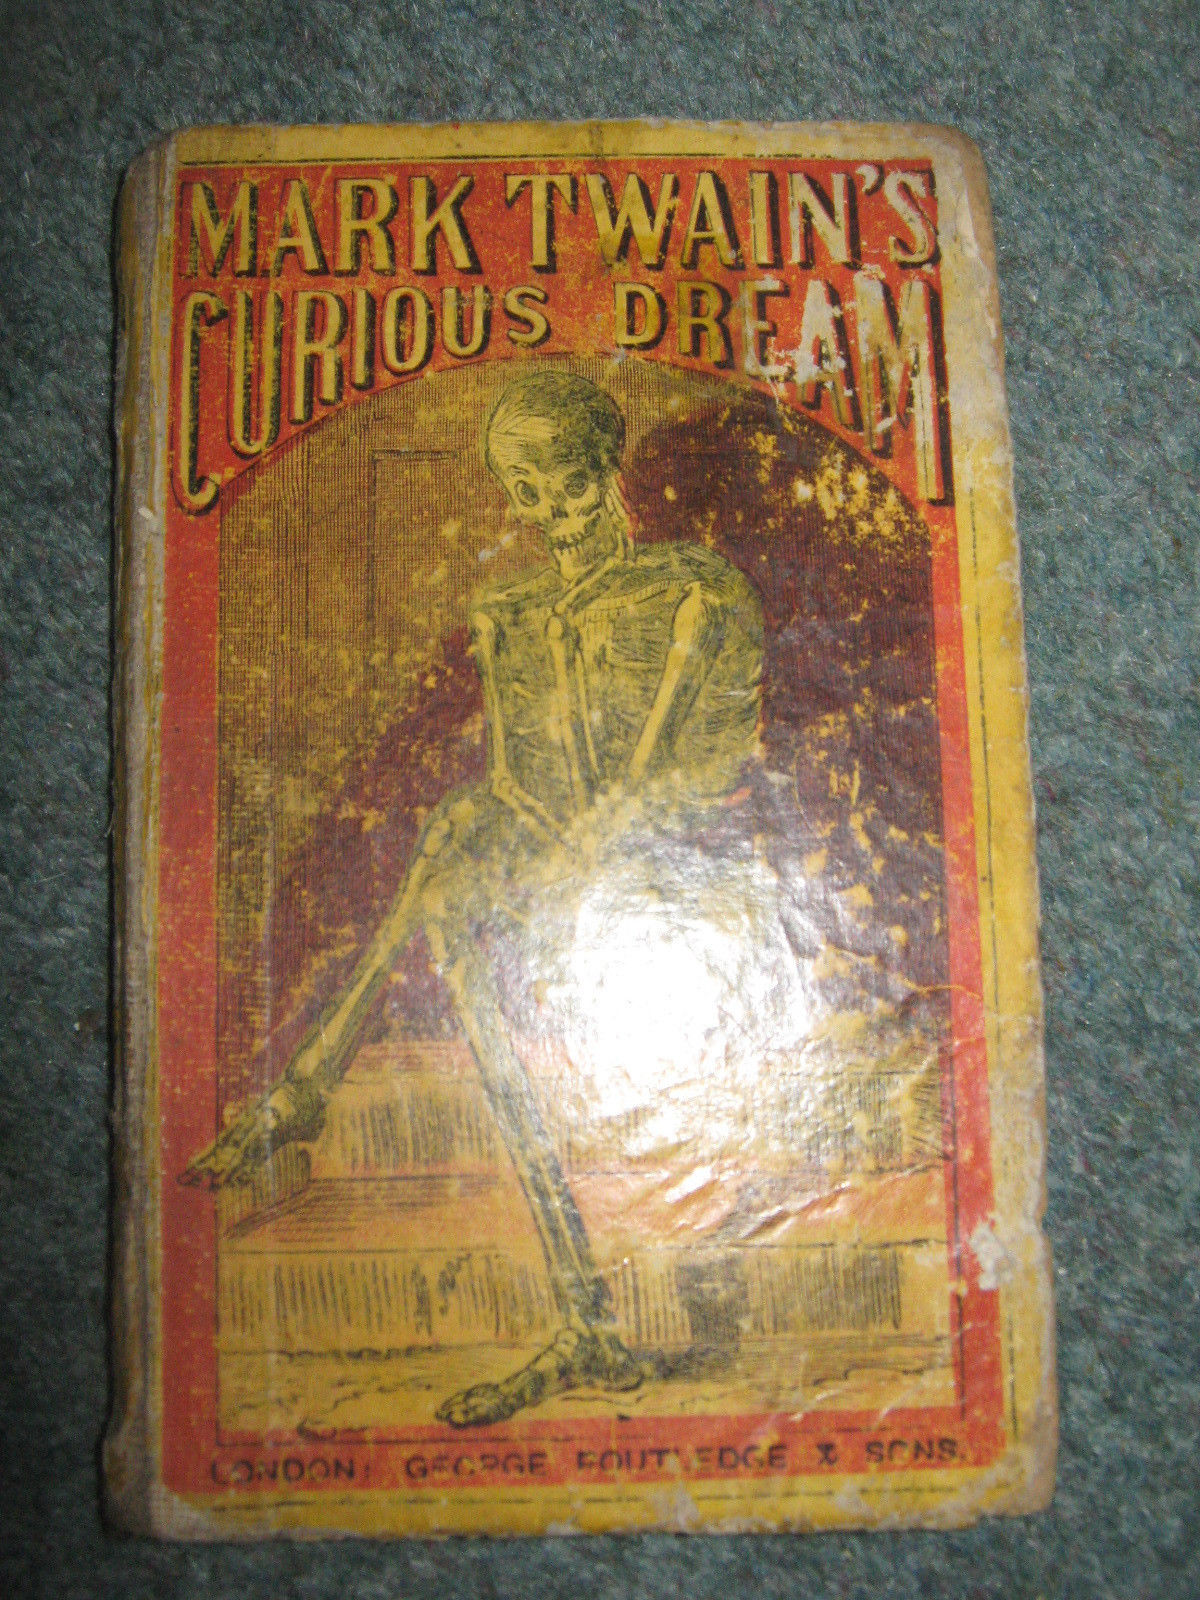 MARK TWAIN'S
CURIOUS DREAM
LONDON: GEORGE ROUTLEDGE & SONS.